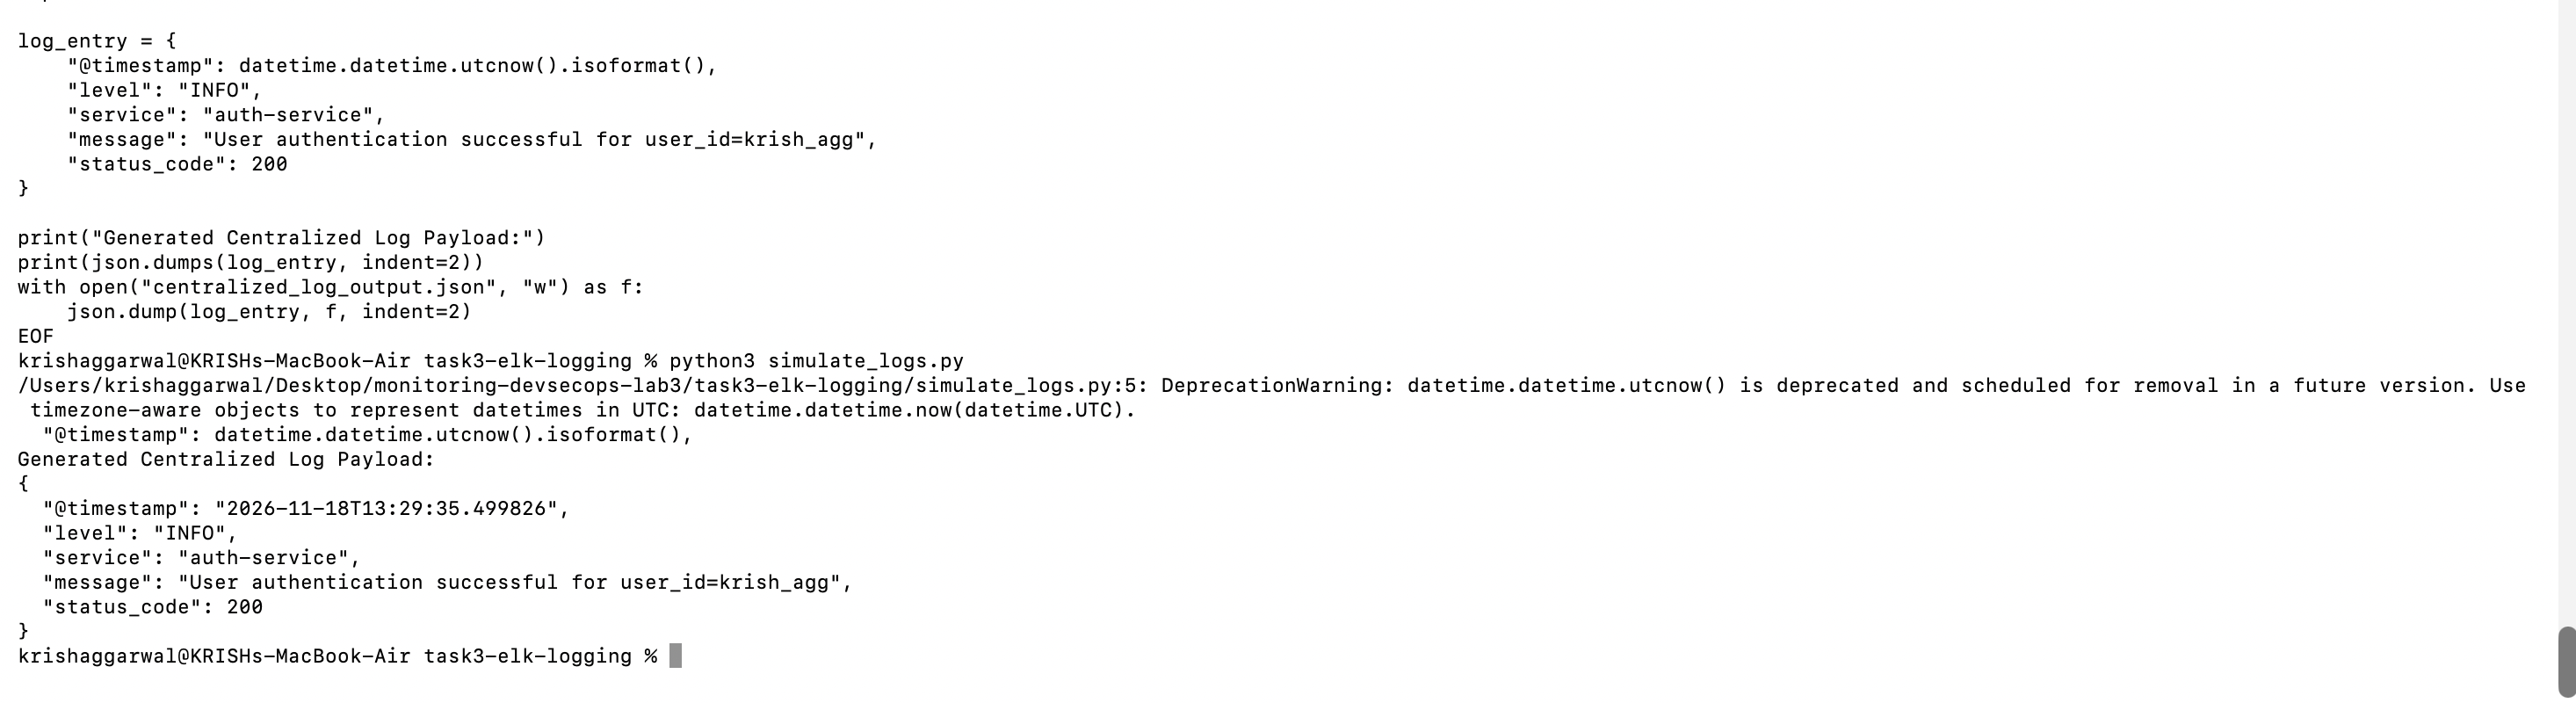 log_entry = {
    "@timestamp": datetime.datetime.utcnow().isoformat(),
    "level": "INFO",
    "service": "auth-service",
    "message": "User authentication successful for user_id=krish_agg",
    "status_code": 200
}
print("Generated Centralized Log Payload:")
print(json.dumps(log_entry, indent=2))
with open("centralized_log_output.json", "w") as f:
    json.dump(log_entry, f, indent=2)
EOF
krishaggarwal@KRISHs-MacBook-Air task3-elk-logging % python3 simulate_logs.py
/Users/krishaggarwal/Desktop/monitoring-devsecops-lab3/task3-elk-logging/simulate_logs.py:5: DeprecationWarning: datetime.datetime.utcnow() is deprecated and scheduled for removal in a future version. Use
 timezone-aware objects to represent datetimes in UTC: datetime.datetime.now(datetime.UTC).
  "@timestamp": datetime.datetime.utcnow().isoformat(),
Generated Centralized Log Payload:
{
  "@timestamp": "2026-11-18T13:29:35.499826",
  "level": "INFO",
  "service": "auth-service",
  "message": "User authentication successful for user_id=krish_agg",
  "status_code": 200
}
krishaggarwal@KRISHs-MacBook-Air task3-elk-logging %